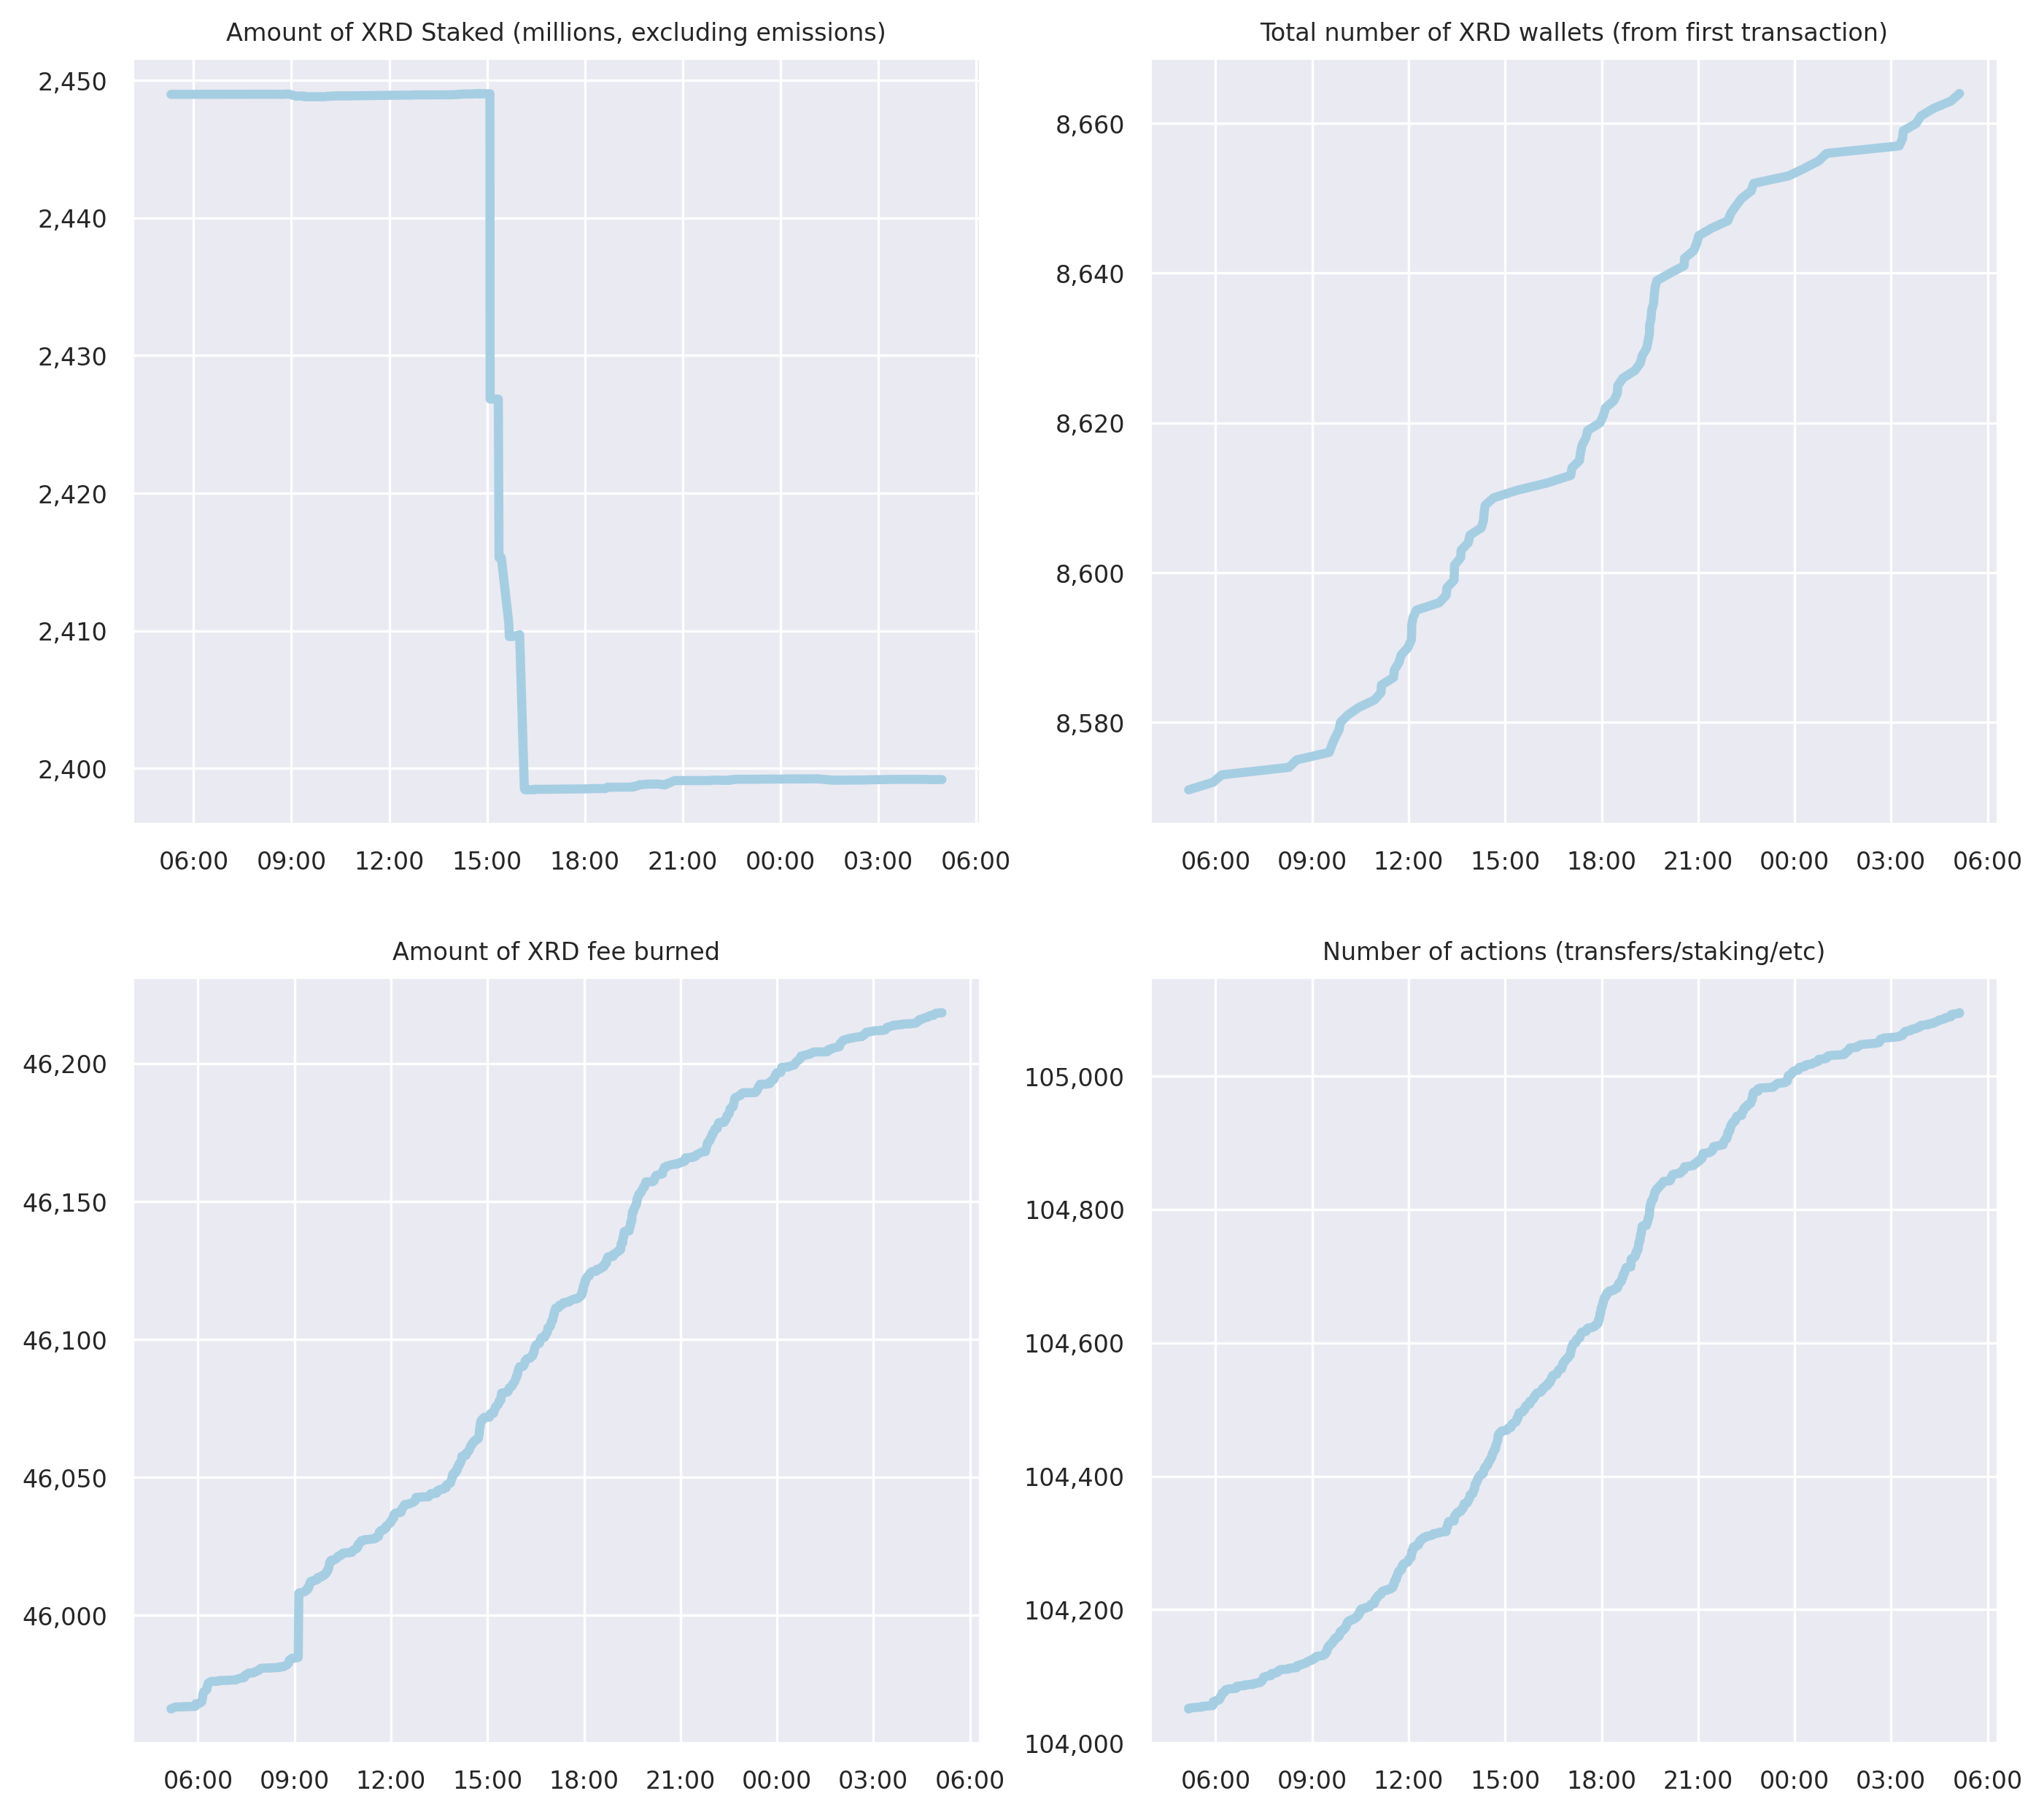 Amount of XRD Staked (millions, excluding emissions)
2,450
2,440
2,430
2,420
2,410
2,400
06:00 09:00 12:00 15:00 18:00 21:00 00:00 03:00 06:00
Total number of XRD wallets (from first transaction)
8,660
8,640
8,620
8,600
8,580
06:00 09:00 12:00 15:00 18:00 21:00 00:00 03:00 06:00
Amount of XRD fee burned
46,200
46,150
46,100
46,050
46,000
06:00 09:00 12:00 15:00 18:00 21:00 00:00 03:00 06:00
Number of actions (transfers/staking/etc)
105,000
104,800
104,600
104,400
104,200
104,000
06:00 09:00 12:00 15:00 18:00 21:00 00:00 03:00 06:00